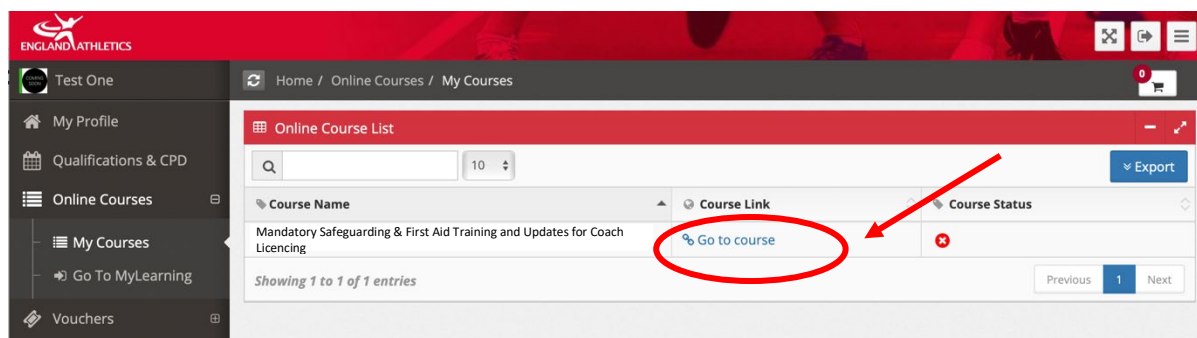 ENGLAND ATHLETICS
Test One
Home / Online Courses / My Courses
0
My Profile
Online Course List
Qualifications & CPD
10
Export
Online Courses
Course Name
Course Link
Course Status
My Courses
Mandatory Safeguarding & First Aid Training and Updates for Coach
Licencing
Go to course
Go To MyLearning
Showing 1 to 1 of 1 entries
Previous
1
Next
Vouchers